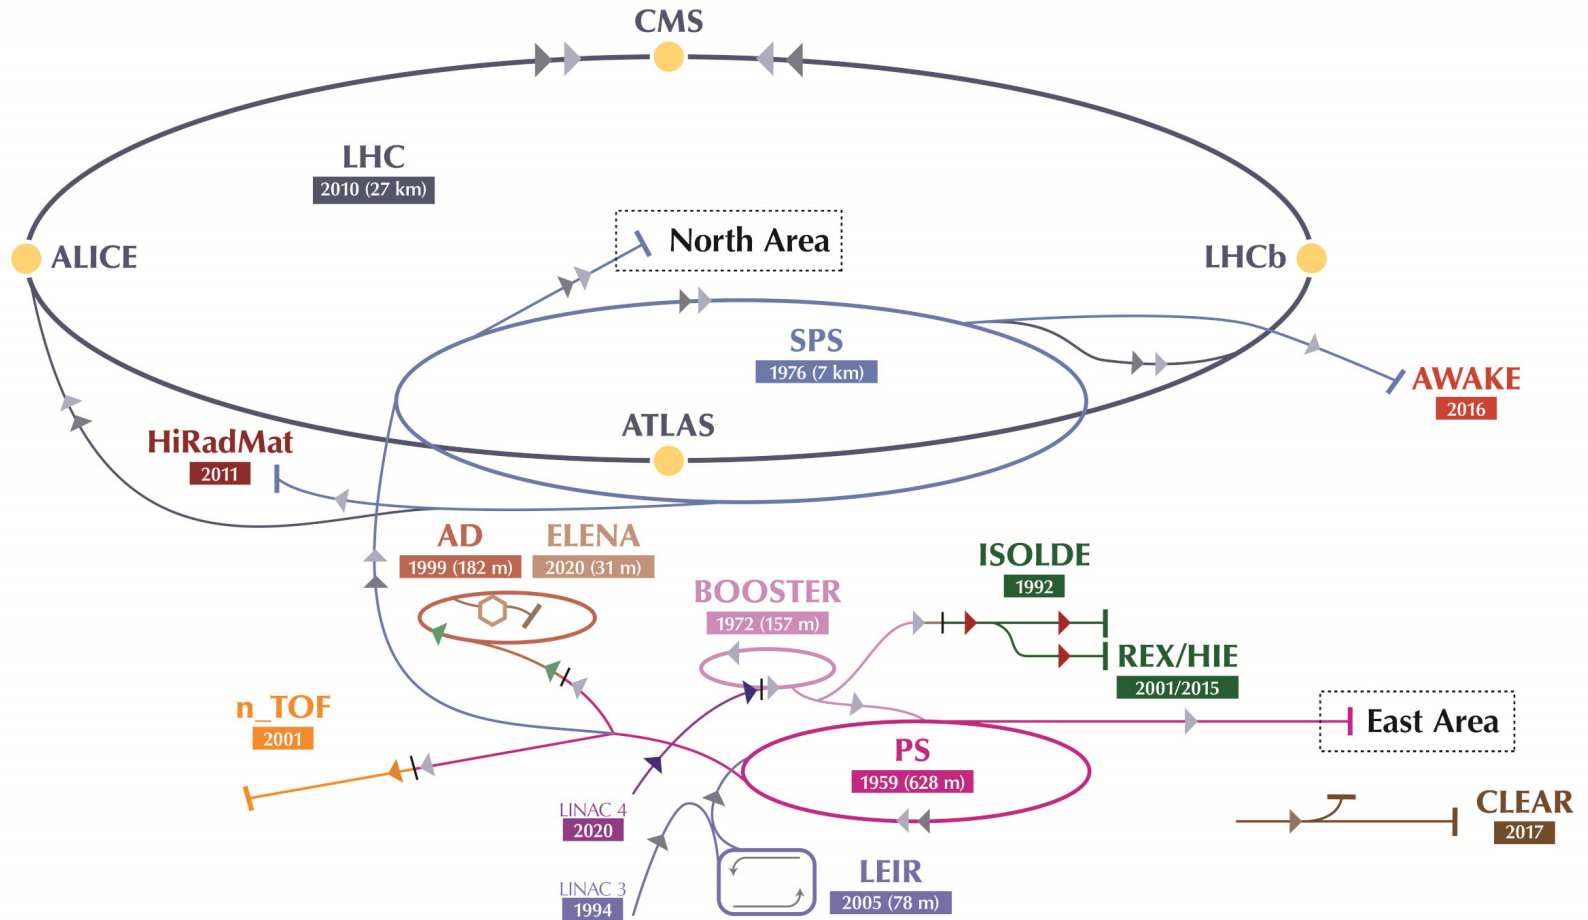 CMS
LHC
2010 (27 km)
North Area
ALICE
LHCb
SPS
1976 (7 km)
AWAKE
2016
ATLAS
HiRadMat
2011
AD
1999 (182 m)
ELENA
2020 (31 m)
ISOLDE
1992
BOOSTER
1972 (157 m)
REX/HIE
2001/2015
n_TOF
2001
East Area
PS
1959 (628 m)
LINAC 4
2020
CLEAR
2017
LEIR
2005 (78 m)
LINAC 3
1994